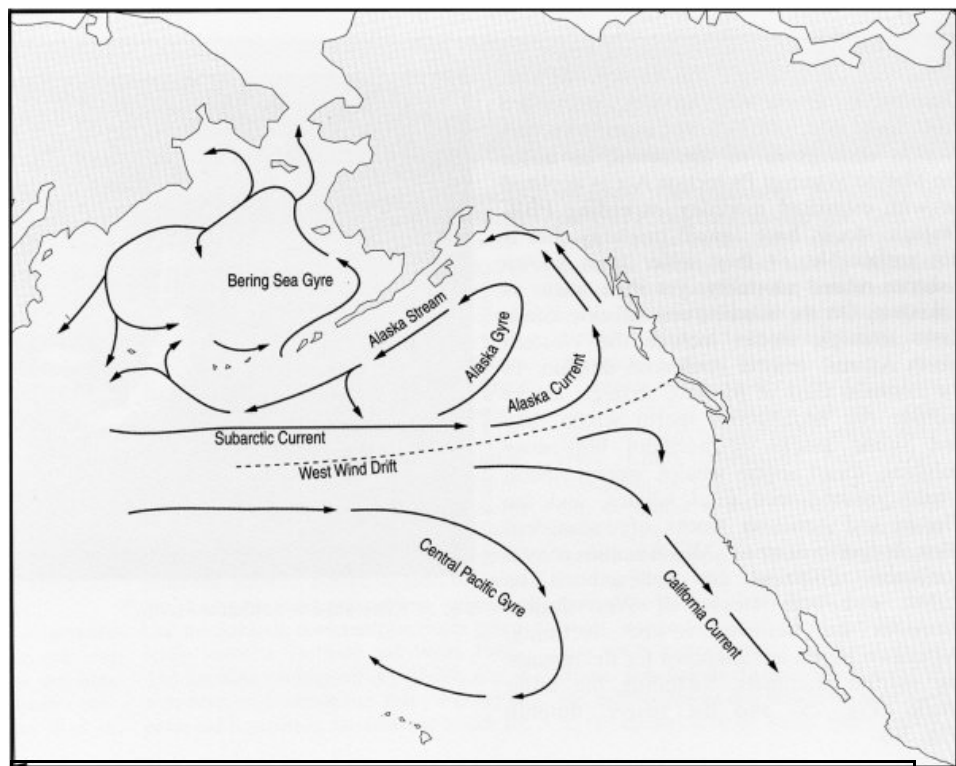 Bering Sea Gyre
Alaska Stream
Alaska Gyre
Alaska Current
Subarctic Current
West Wind Drift
Central Pacific Gyre
California Current